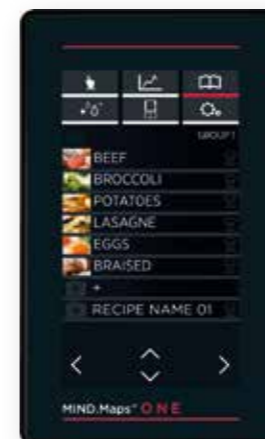 GROUP 1
BEEF
BROCCOLI
POTATOES
LASAGNE
EGGS
BRAISED
+
RECIPE NAME 01
MIND.Maps™ ONE